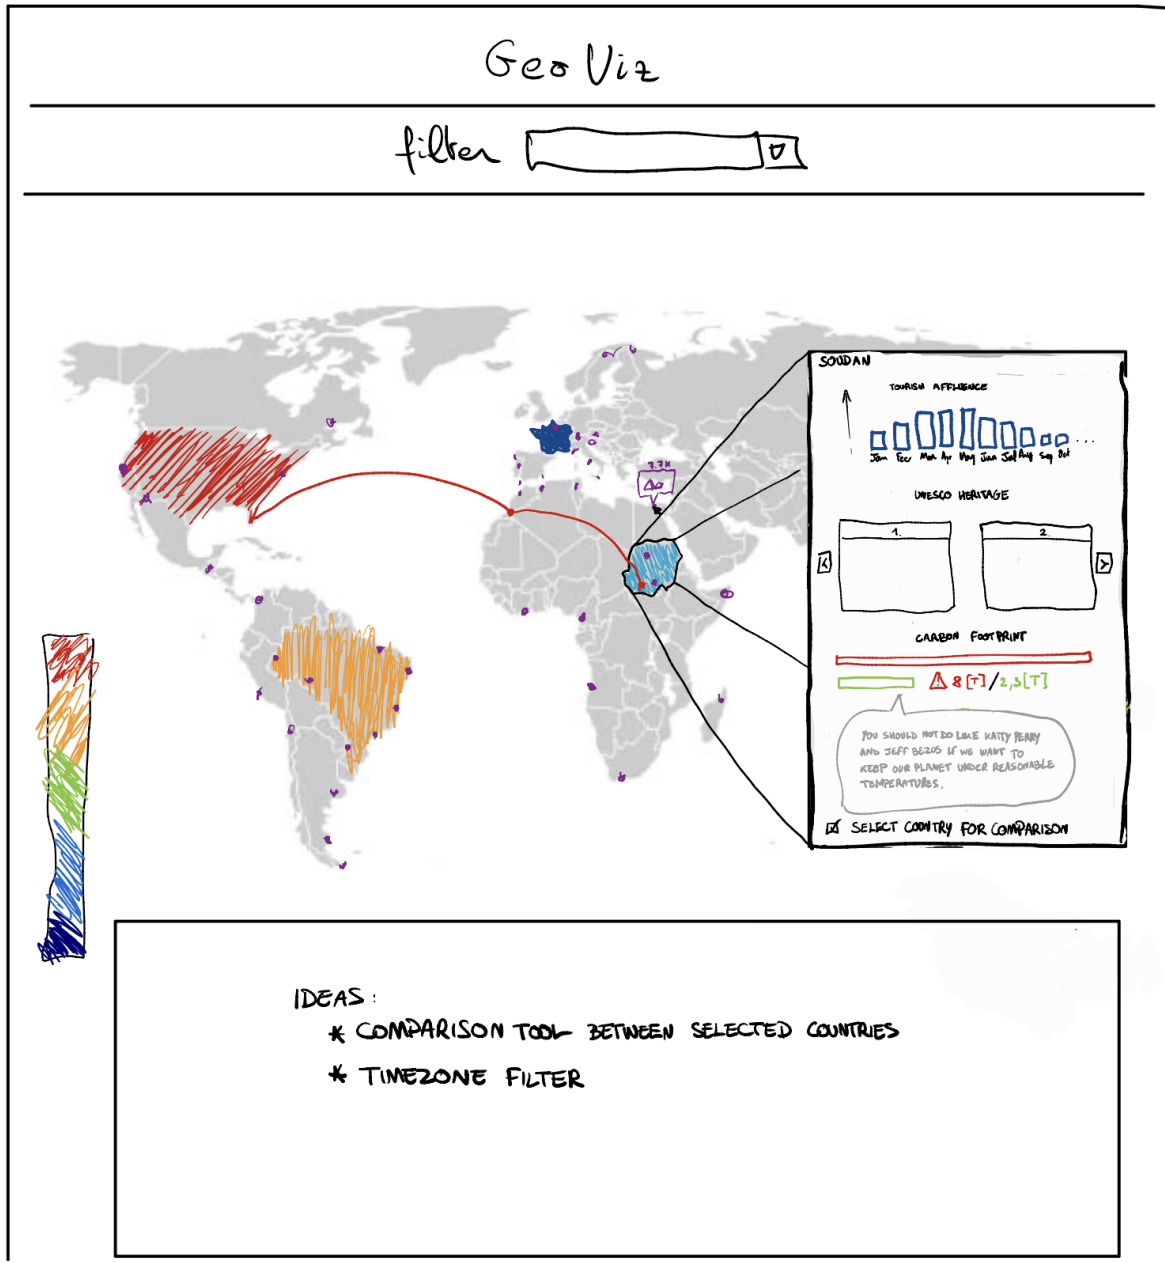 Geo Viz
filter
SOUDAN
TOURISM AFFLUENCE
Jan Fev Mar Apr May Jun Jul Aug Sep Oct ...
7.7K
UNESCO HERITAGE
1. 2.
CARBON FOOTPRINT
8 [T] / 2,3 [T]
YOU SHOULD NOT DO LIKE KATTY PERRY
AND JEFF BEZOS IF WE WANT TO
KEEP OUR PLANET UNDER REASONABLE
TEMPERATURES.
SELECT COUNTRY FOR COMPARISON
IDEAS :
* COMPARISON TOOL BETWEEN SELECTED COUNTRIES
* TIMEZONE FILTER